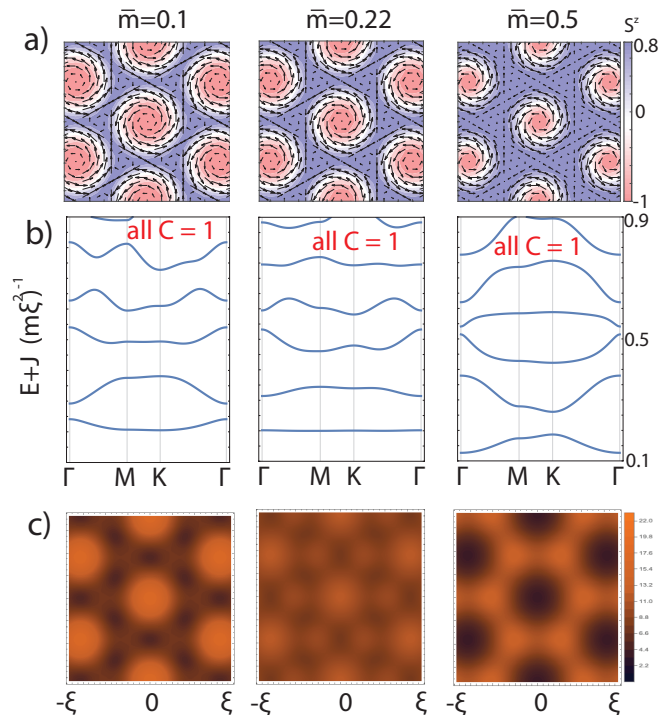 m̄=0.1 m̄=0.22 m̄=0.5
a)
S^z
0.8
0
-1
b)
all C = 1 all C = 1 all C = 1
E+J (mξ²)⁻¹
0.9
0.5
0.1
Γ M K Γ Γ M K Γ Γ M K Γ
c)
22.0
19.8
17.6
15.4
13.2
11.0
8.8
6.6
4.4
2.2
-ξ 0 ξ -ξ 0 ξ -ξ 0 ξ